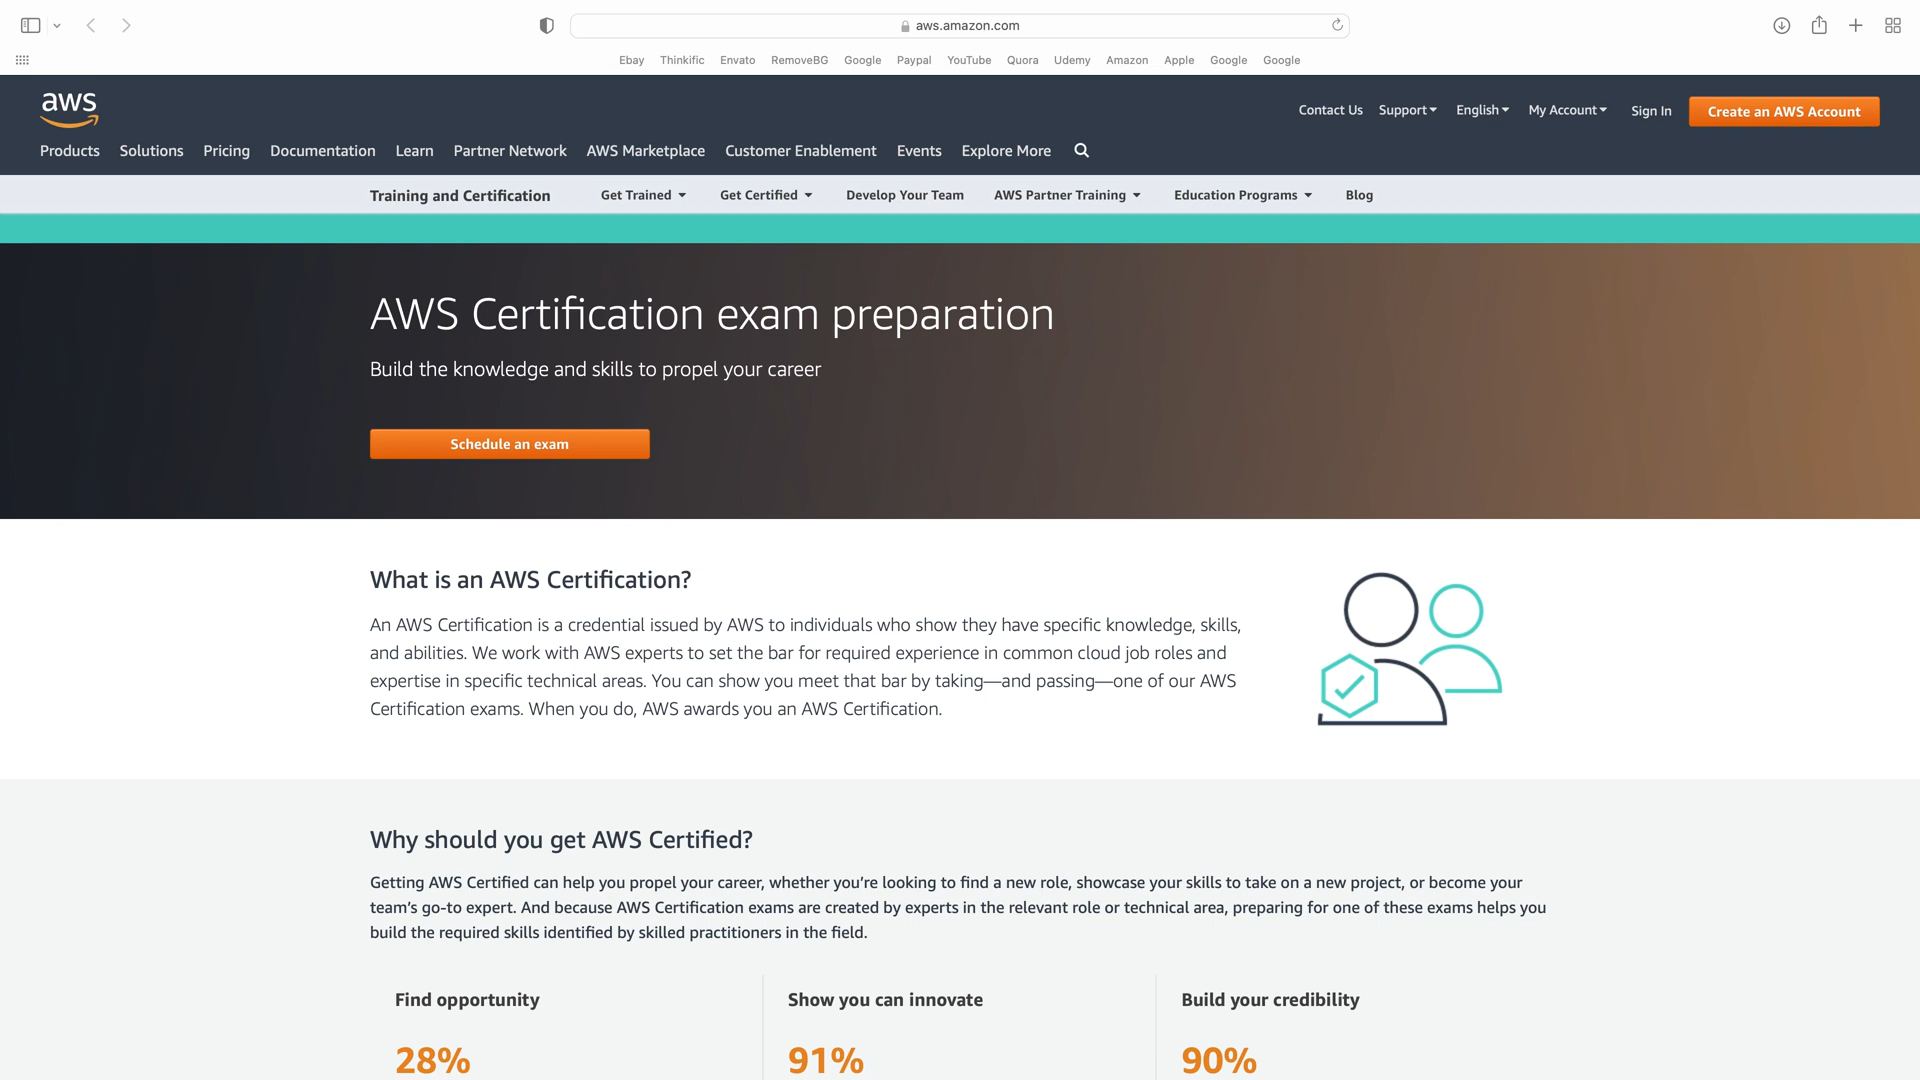 aws.amazon.com
Ebay Thinkific Envato RemoveBG Google Paypal YouTube Quora Udemy Amazon Apple Google Google
aws
Contact Us Support English My Account Sign In Create an AWS Account
Products Solutions Pricing Documentation Learn Partner Network AWS Marketplace Customer Enablement Events Explore More
Training and Certification Get Trained Get Certified Develop Your Team AWS Partner Training Education Programs Blog
AWS Certification exam preparation
Build the knowledge and skills to propel your career
Schedule an exam
What is an AWS Certification?
An AWS Certification is a credential issued by AWS to individuals who show they have specific knowledge, skills,
and abilities. We work with AWS experts to set the bar for required experience in common cloud job roles and
expertise in specific technical areas. You can show you meet that bar by taking—and passing—one of our AWS
Certification exams. When you do, AWS awards you an AWS Certification.
Why should you get AWS Certified?
Getting AWS Certified can help you propel your career, whether you’re looking to find a new role, showcase your skills to take on a new project, or become your
team’s go-to expert. And because AWS Certification exams are created by experts in the relevant role or technical area, preparing for one of these exams helps you
build the required skills identified by skilled practitioners in the field.
Find opportunity Show you can innovate Build your credibility
28% 91% 90%